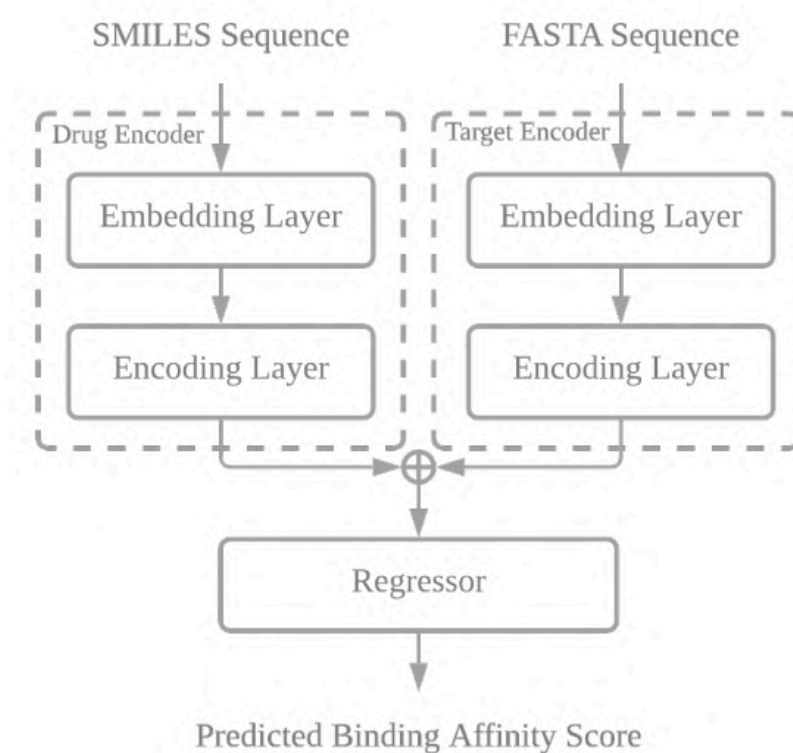 SMILES Sequence
FASTA Sequence
Drug Encoder
Embedding Layer
Encoding Layer
Target Encoder
Embedding Layer
Encoding Layer
Regressor
Predicted Binding Affinity Score